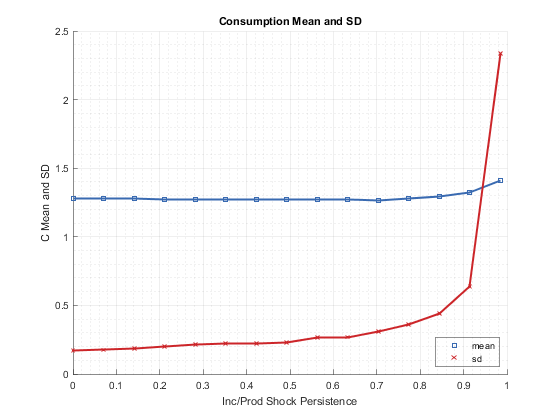 Consumption Mean and SD
2.5
2
1.5
1
0.5
0
C Mean and SD
0 0.1 0.2 0.3 0.4 0.5 0.6 0.7 0.8 0.9 1
Inc/Prod Shock Persistence
mean
sd